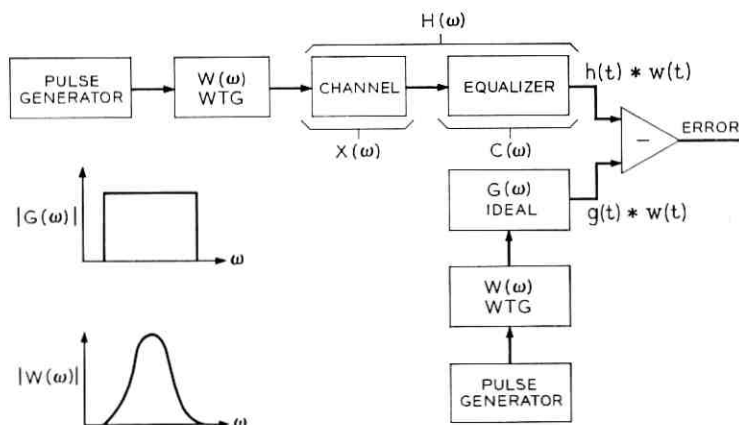 H(ω)
PULSE
GENERATOR
W(ω)
WTG
CHANNEL
EQUALIZER
h(t) * w(t)
X(ω)
C(ω)
−
ERROR
G(ω)
IDEAL
g(t) * w(t)
|G(ω)|
ω
W(ω)
WTG
|W(ω)|
ω
PULSE
GENERATOR